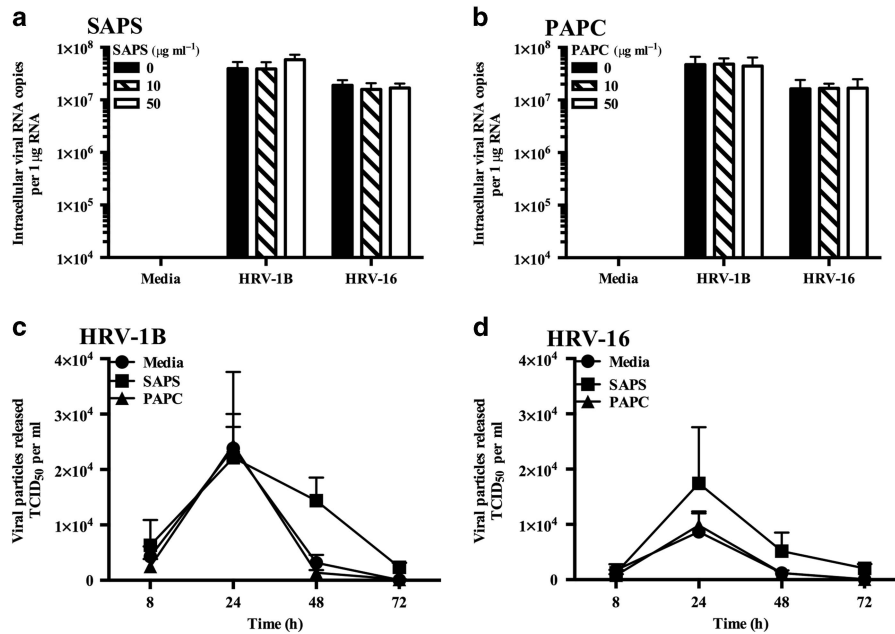 a
SAPS
SAPS (μg ml⁻¹)
0
10
50
1×10⁸
1×10⁷
1×10⁶
1×10⁵
1×10⁴
Intracellular viral RNA copies
per 1 μg RNA
Media
HRV-1B
HRV-16
b
PAPC
PAPC (μg ml⁻¹)
0
10
50
1×10⁸
1×10⁷
1×10⁶
1×10⁵
1×10⁴
Intracellular viral RNA copies
per 1 μg RNA
Media
HRV-1B
HRV-16
c
HRV-1B
Media
SAPS
PAPC
4×10⁴
3×10⁴
2×10⁴
1×10⁴
0
Viral particles released
TCID₅₀ per ml
8
24
48
72
Time (h)
d
HRV-16
Media
SAPS
PAPC
4×10⁴
3×10⁴
2×10⁴
1×10⁴
0
Viral particles released
TCID₅₀ per ml
8
24
48
72
Time (h)